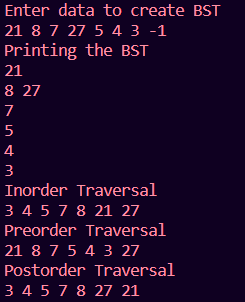 Enter data to create BST
21 8 7 27 5 4 3 -1
Printing the BST
21
8 27
7
5
4
3
Inorder Traversal
3 4 5 7 8 21 27
Preorder Traversal
21 8 7 5 4 3 27
Postorder Traversal
3 4 5 7 8 27 21